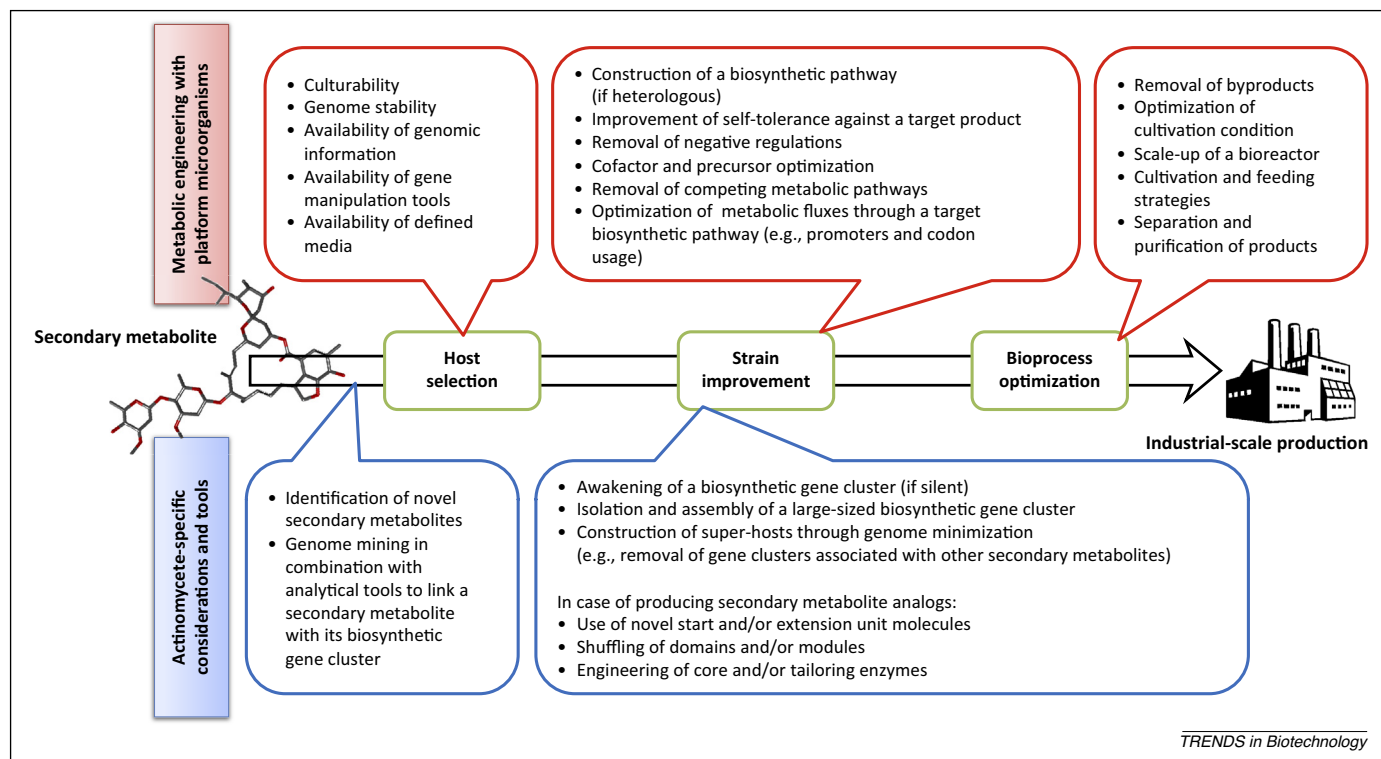 Metabolic engineering with
platform microorganisms
• Culturability
• Genome stability
• Availability of genomic
information
• Availability of gene
manipulation tools
• Availability of defined
media
• Construction of a biosynthetic pathway
(if heterologous)
• Improvement of self-tolerance against a target product
• Removal of negative regulations
• Cofactor and precursor optimization
• Removal of competing metabolic pathways
• Optimization of metabolic fluxes through a target
biosynthetic pathway (e.g., promoters and codon
usage)
• Removal of byproducts
• Optimization of
cultivation condition
• Scale-up of a bioreactor
• Cultivation and feeding
strategies
• Separation and
purification of products
Secondary metabolite
Host
selection
Strain
improvement
Bioprocess
optimization
Industrial-scale production
Actinomycete-specific
considerations and tools
• Identification of novel
secondary metabolites
• Genome mining in
combination with
analytical tools to link a
secondary metabolite
with its biosynthetic
gene cluster
• Awakening of a biosynthetic gene cluster (if silent)
• Isolation and assembly of a large-sized biosynthetic gene cluster
• Construction of super-hosts through genome minimization
(e.g., removal of gene clusters associated with other secondary metabolites)
In case of producing secondary metabolite analogs:
• Use of novel start and/or extension unit molecules
• Shuffling of domains and/or modules
• Engineering of core and/or tailoring enzymes
TRENDS in Biotechnology